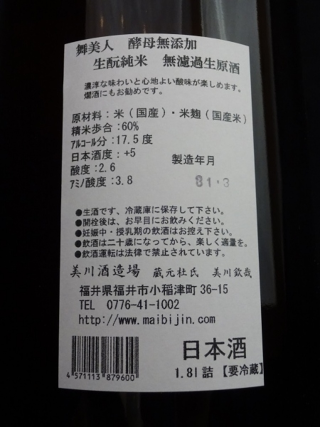 舞美人　酵母無添加
生酛純米　無濾過生原酒
濃淳な味わいと心地よい酸味が楽しめます。
燗酒にもお勧めです。
原材料：米（国産）・米麹（国産米）
精米歩合：60%
アルコール分：17.5度
日本酒度：+5
酸度：2.6
アミノ酸度：3.8
製造年月
31.3
●生酒です、冷蔵庫に保存して下さい。
●開栓後は、お早目にお飲みください。
●妊娠中・授乳期の飲酒はお控え下さい。
●飲酒は二十歳になってから、楽しく適量を。
●飲酒運転は法律で禁止されています。
美川酒造場　蔵元杜氏　美川欽哉
福井県福井市小稲津町36-15
TEL　0776-41-1002
http://www.maibijin.com
日本酒
1.8l詰【要冷蔵】
4571113879600